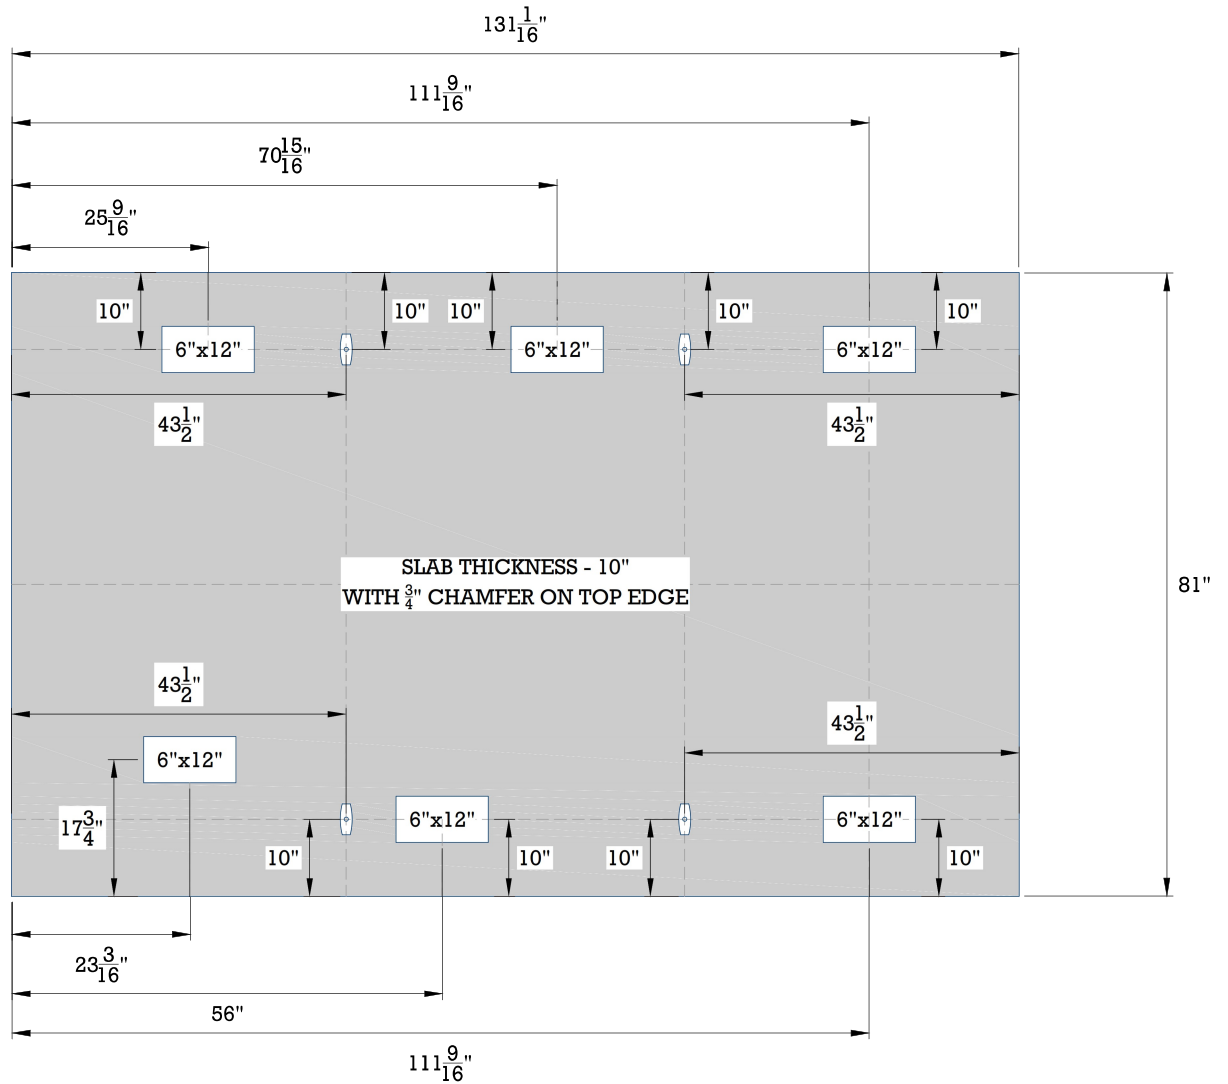 131 1/16"
111 9/16"
70 15/16"
25 9/16"
10" 10" 10" 10" 10"
6"x12" 6"x12" 6"x12"
43 1/2" 43 1/2"
SLAB THICKNESS - 10"
WITH 3/4" CHAMFER ON TOP EDGE
81"
43 1/2"
43 1/2"
6"x12"
17 3/4"
6"x12" 6"x12"
10" 10" 10" 10"
23 3/16"
56"
111 9/16"